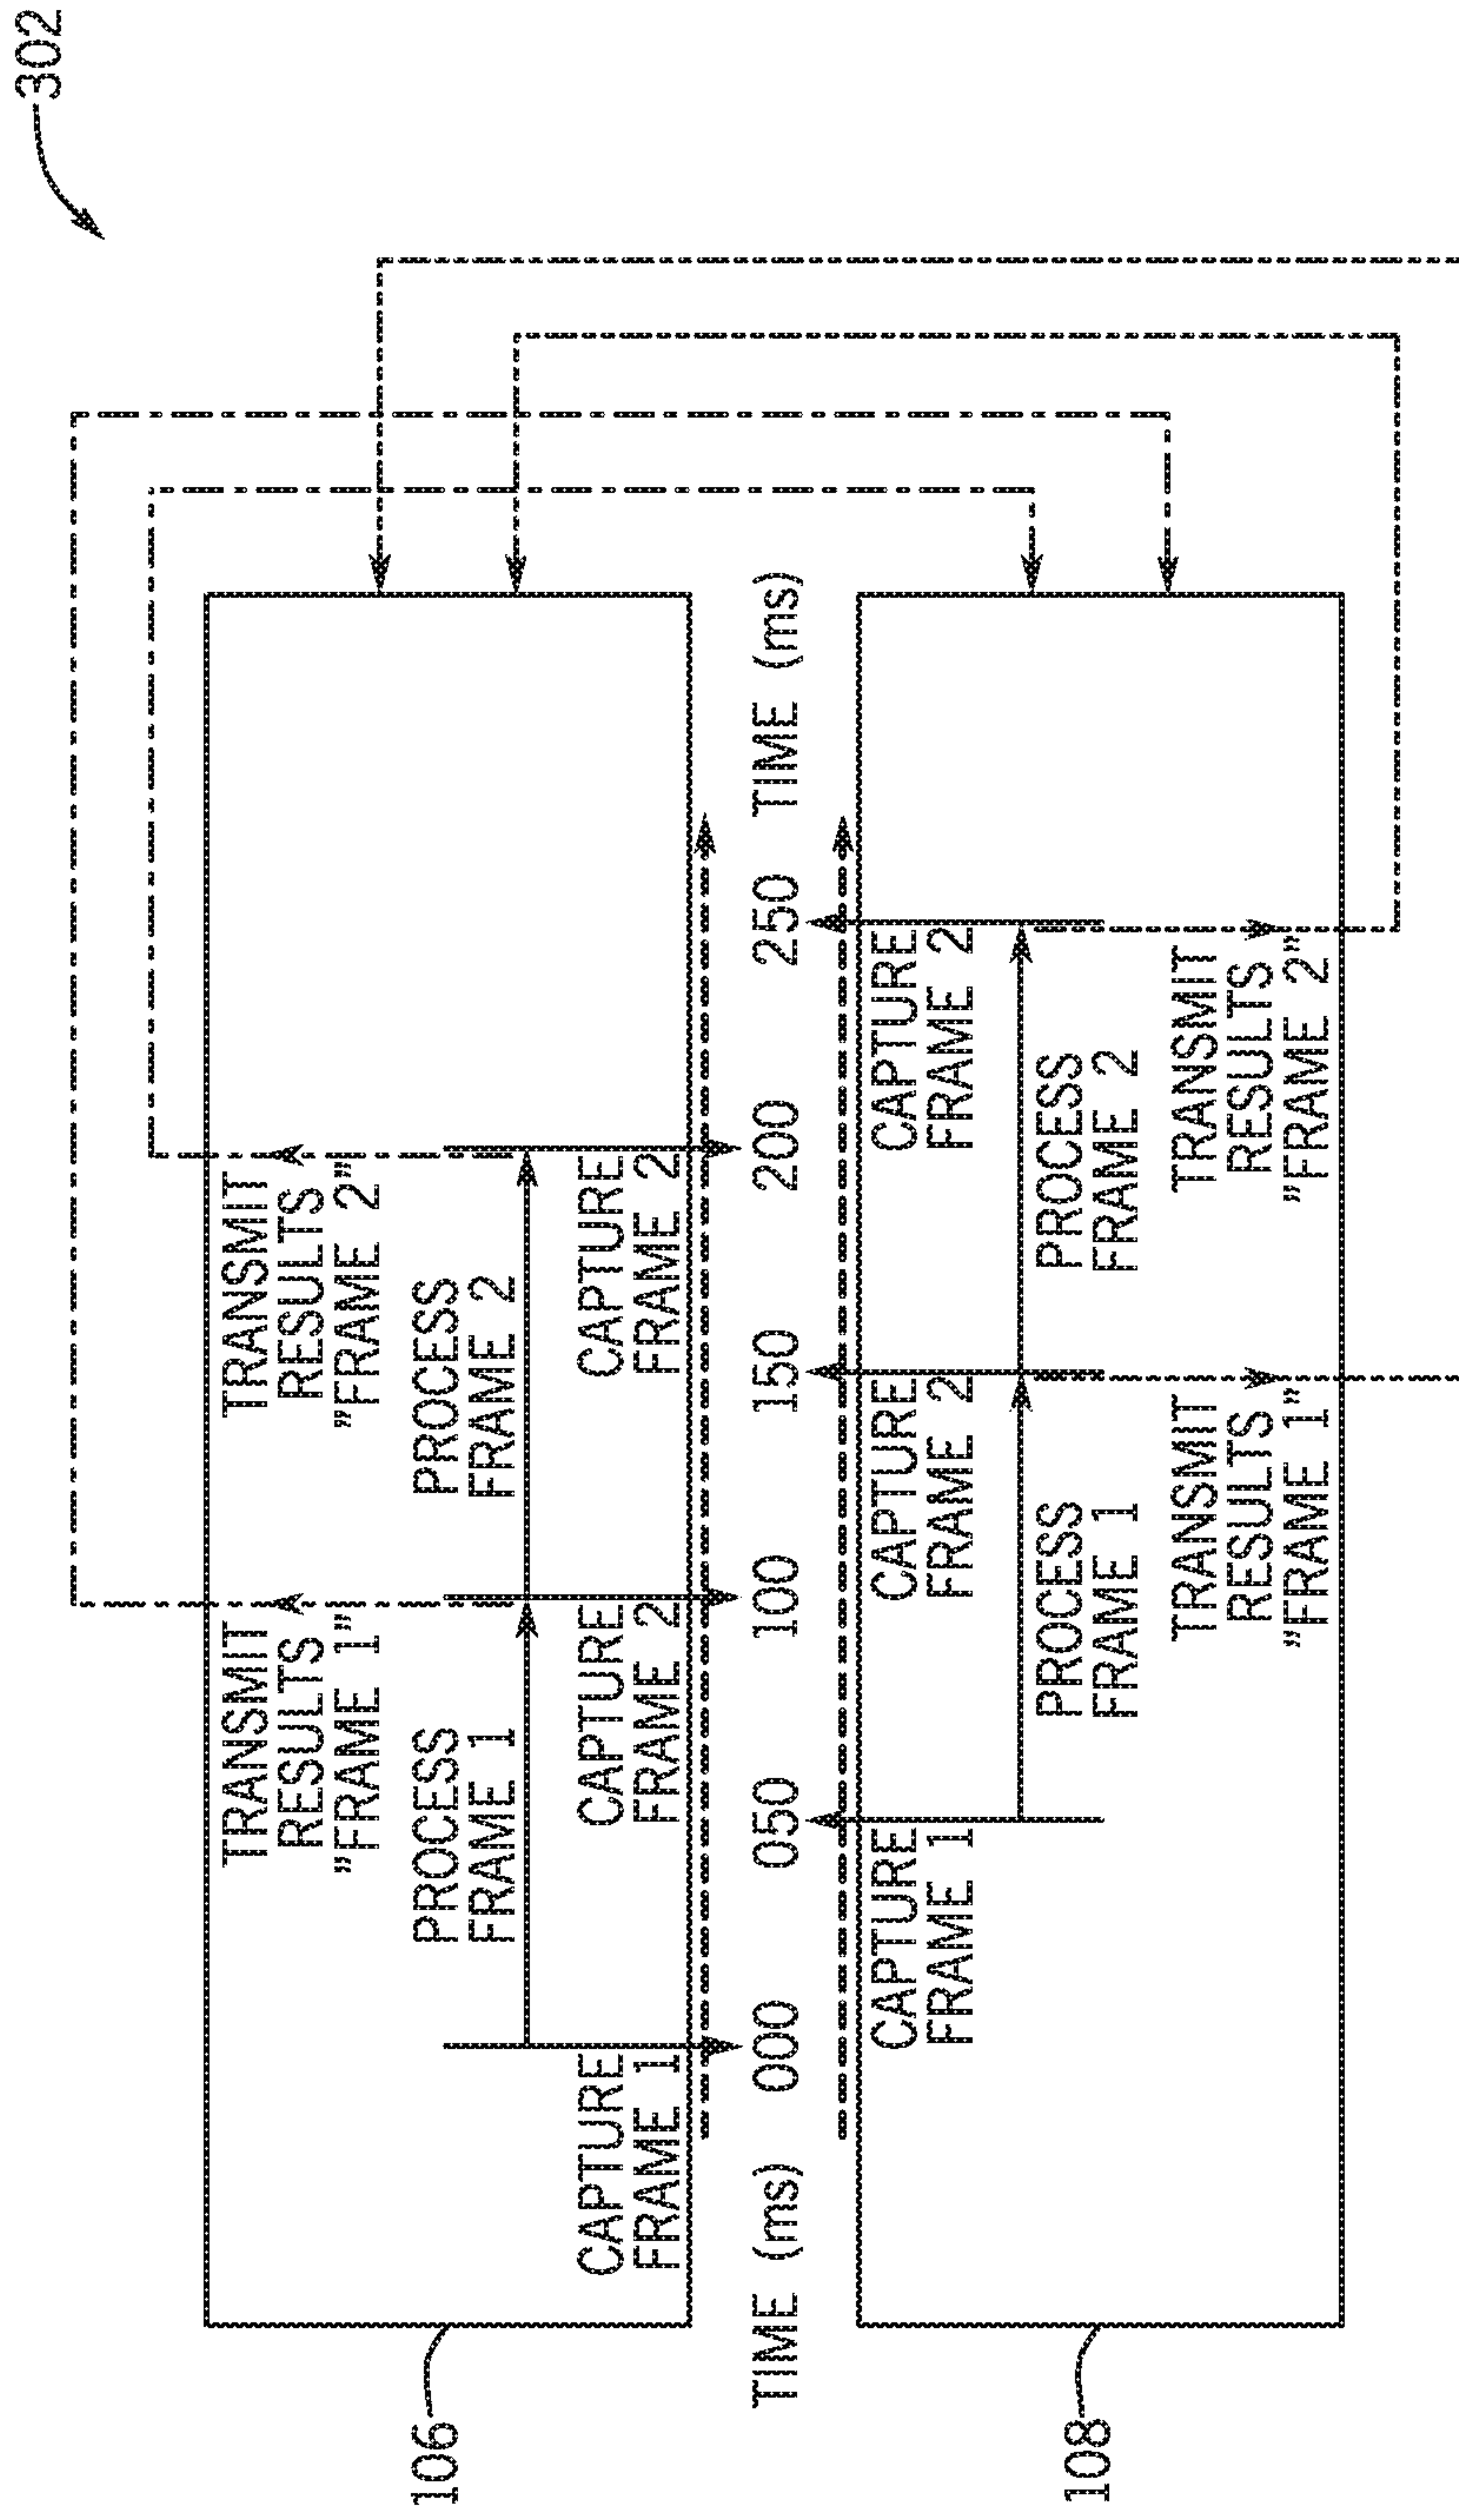 302
TRANSMIT
RESULTS
”FRAME 1”
TRANSMIT
RESULTS
”FRAME 2”
106
PROCESS
FRAME 1
PROCESS
FRAME 2
CAPTURE
FRAME 1
CAPTURE
FRAME 2
CAPTURE
FRAME 2
TIME (ms) 000 050 100 150 200 250 TIME (ms)
CAPTURE
FRAME 1
CAPTURE
FRAME 2
CAPTURE
FRAME 2
108
PROCESS
FRAME 1
PROCESS
FRAME 2
TRANSMIT
RESULTS
”FRAME 1”
TRANSMIT
RESULTS
”FRAME 2”